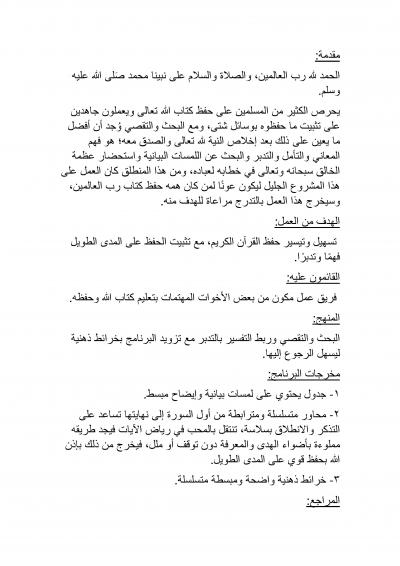 مقدمة:
الحمد لله رب العالمين، والصلاة والسلام على نبينا محمد صلى الله عليه
وسلم.
يحرص الكثير من المسلمين على حفظ كتاب الله تعالى ويعملون جاهدين
على تثبيت ما حفظوه بوسائل شتى، ومع البحث والتقصي وُجد أن أفضل
ما يعين على ذلك بعد إخلاص النية لله تعالى والصدق معه؛ هو فهم
المعاني والتأمل والتدبر والبحث عن اللمسات البيانية واستحضار عظمة
الخالق سبحانه وتعالى في خطابه لعباده، ومن هذا المنطلق كان العمل على
هذا المشروع الجليل ليكون عونًا لمن كان همه حفظ كتاب رب العالمين،
وسيخرج هذا العمل بالتدرج مراعاة للهدف منه.
الهدف من العمل:
تسهيل وتيسير حفظ القرآن الكريم، مع تثبيت الحفظ على المدى الطويل
فهمًا وتدبرًا.
القائمون عليه:
فريق عمل مكون من بعض الأخوات المهتمات بتعليم كتاب الله وحفظه.
المنهج:
البحث والتقصي وربط التفسير بالتدبر مع تزويد البرنامج بخرائط ذهنية
ليسهل الرجوع إليها.
مخرجات البرنامج:
١- جدول يحتوي على لمسات بيانية وإيضاح مبسط.
٢- محاور متسلسلة ومترابطة من أول السورة إلى نهايتها تساعد على
التذكر والانطلاق بسلاسة، فتنتقل بالمحب في رياض الآيات فيجد طريقه
مملوءة بأضواء الهدى والمعرفة دون توقف أو ملل، فيخرج من ذلك بإذن
الله بحفظ قوي على المدى الطويل.
٣- خرائط ذهنية واضحة ومبسطة متسلسلة.
المراجع: